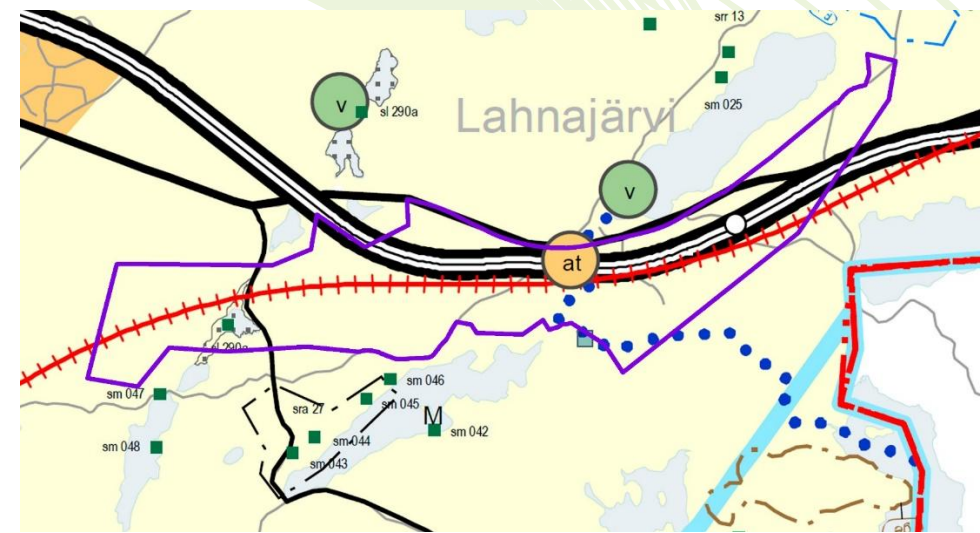 srr 13
v
sl 290a
sm 025
Lahnajärvi
v
at
sl 290a
sm 046
sm 047
sm 045
sra 27
M
sm 042
sm 044
sm 048
sm 043